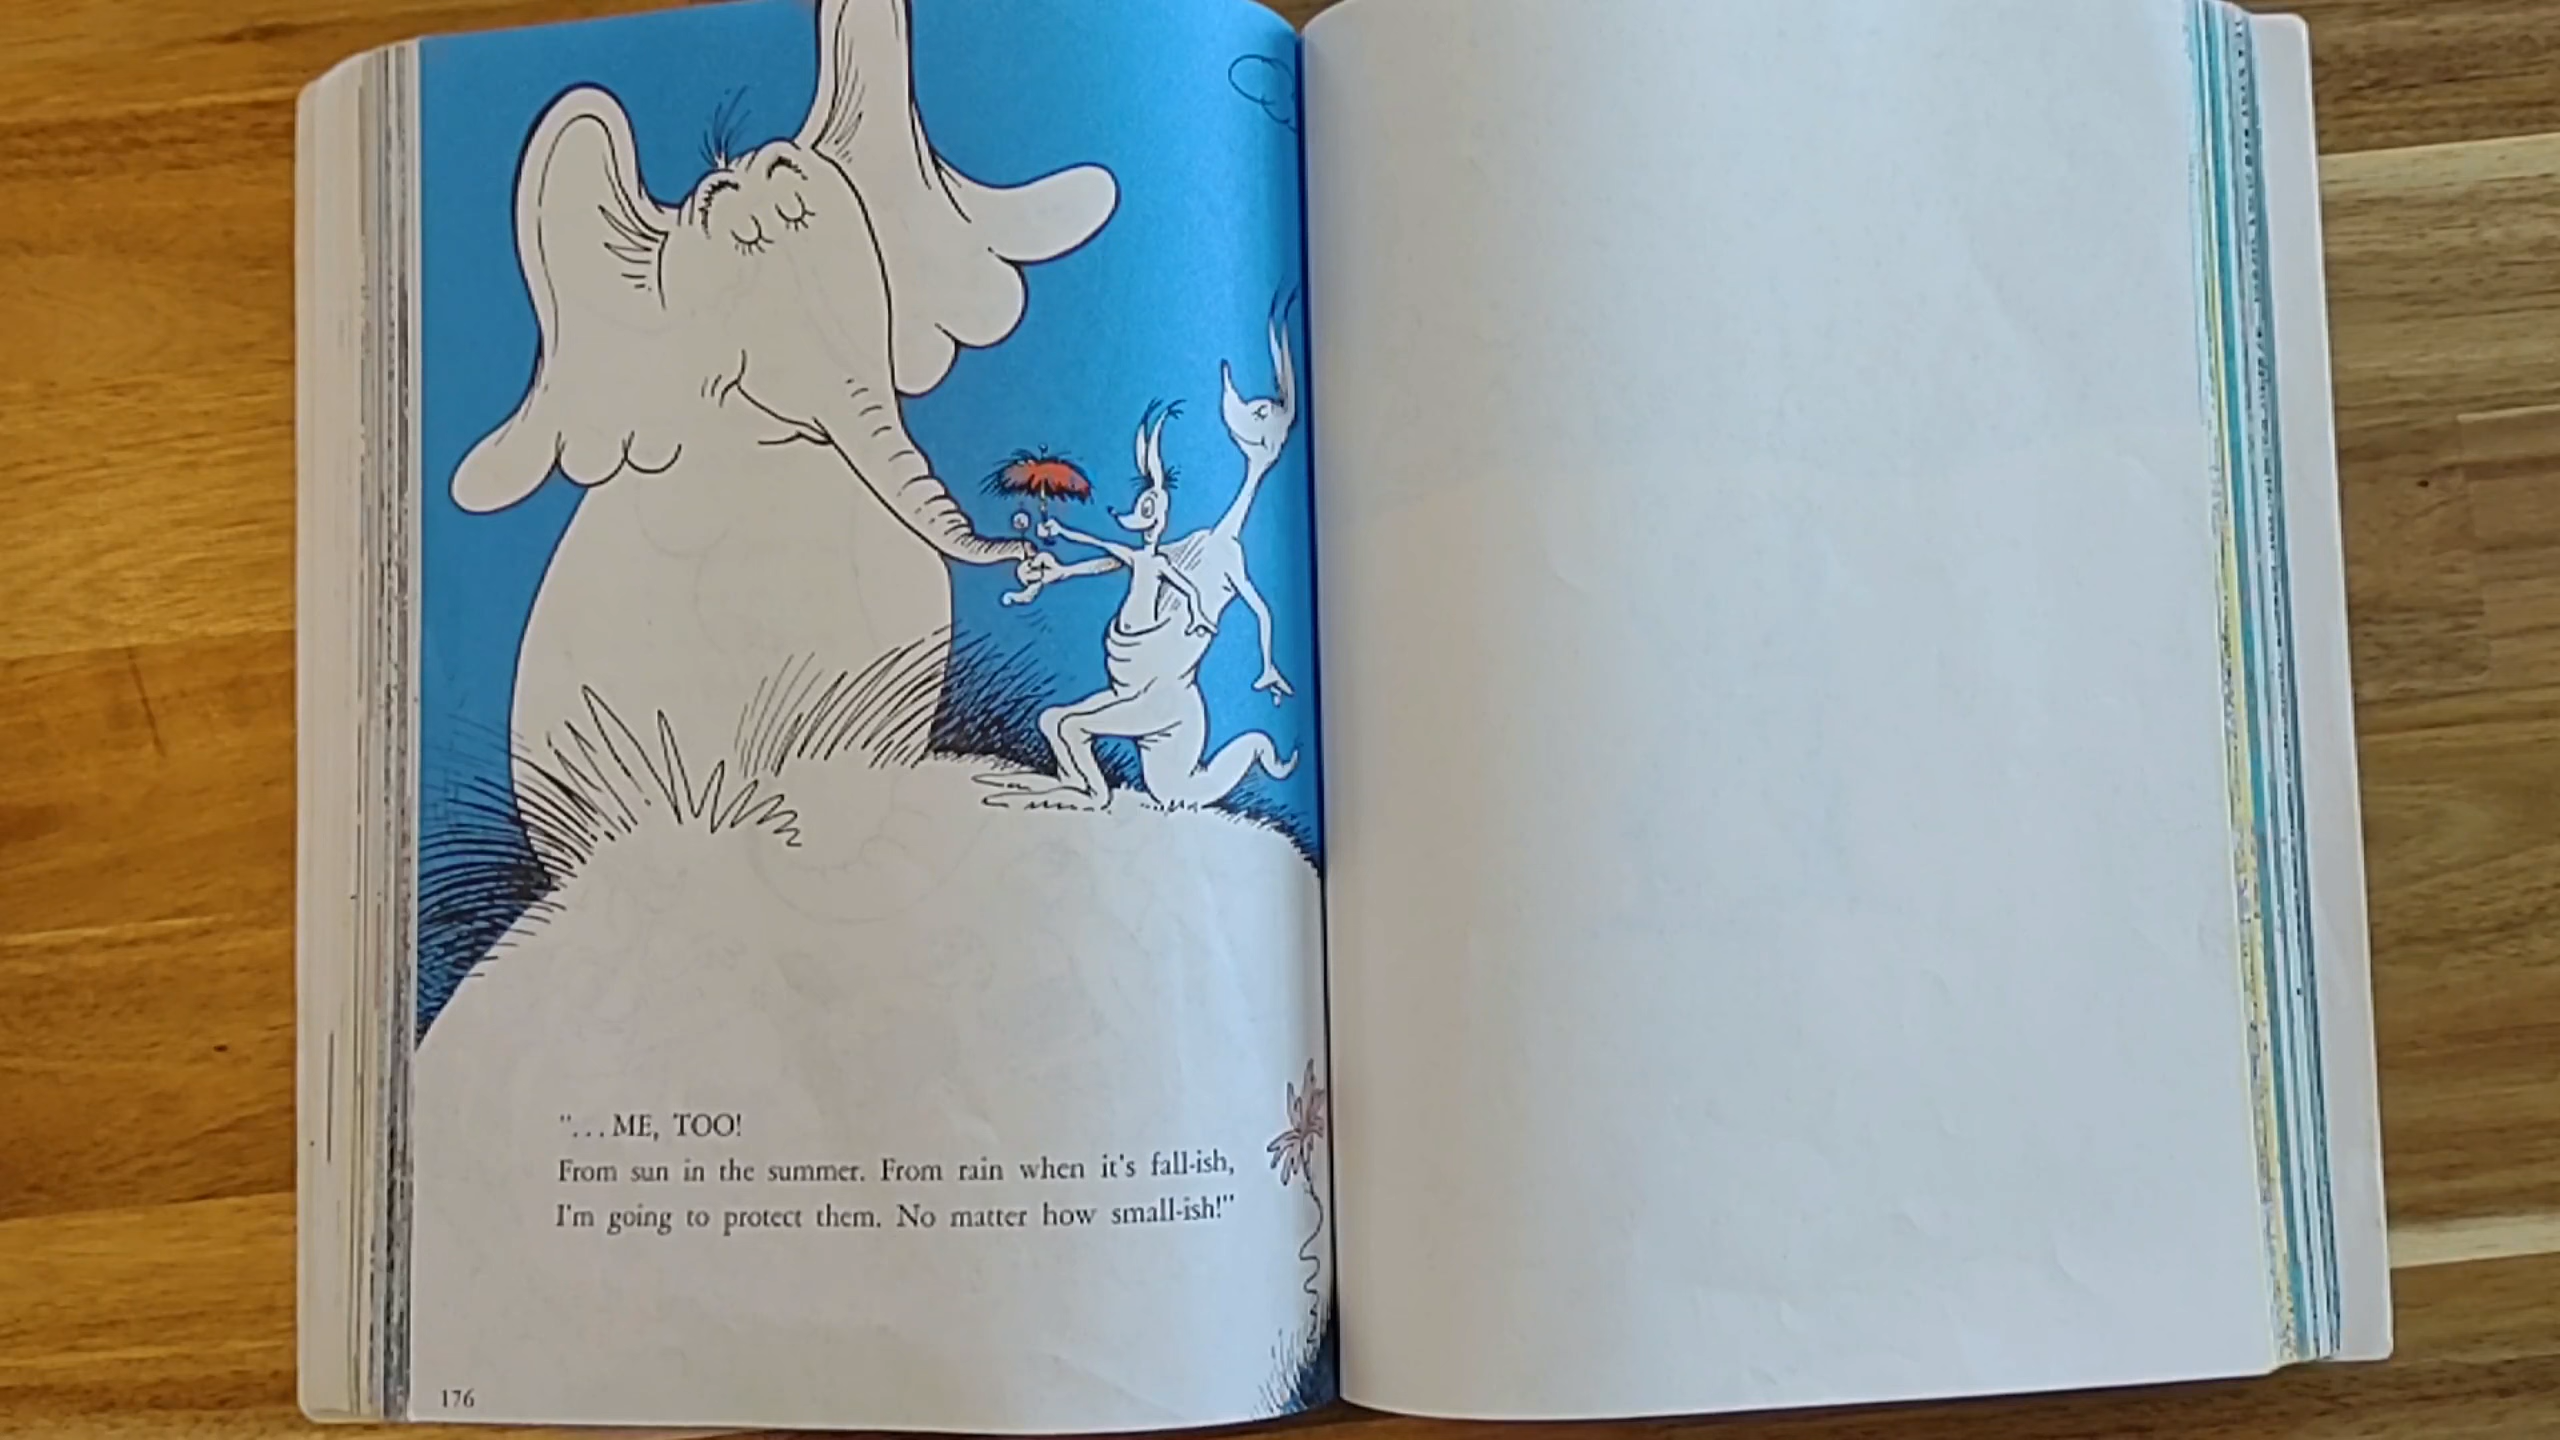 "...ME, TOO!
From sun in the summer. From rain when it's fall-ish,
I'm going to protect them. No matter how small-ish!"
176